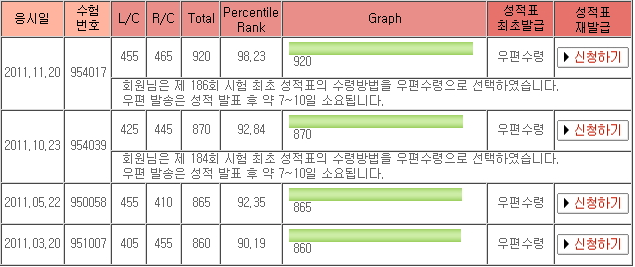 응시일 수험번호 L/C R/C Total Percentile Rank Graph 성적표 최초발급 성적표 재발급
2011.11.20 954017 455 465 920 98,23 920 우편수령 신청하기
회원님은 제 186회 시험 최초 성적표의 수령방법을 우편수령으로 선택하였습니다.
우편 발송은 성적 발표 후 약 7~10일 소요됩니다.
2011.10.23 954039 425 445 870 92,84 870 우편수령 신청하기
회원님은 제 184회 시험 최초 성적표의 수령방법을 우편수령으로 선택하였습니다.
우편 발송은 성적 발표 후 약 7~10일 소요됩니다.
2011.05.22 950058 455 410 865 92,35 865 우편수령 신청하기
2011.03.20 951007 405 455 860 90,19 860 우편수령 신청하기